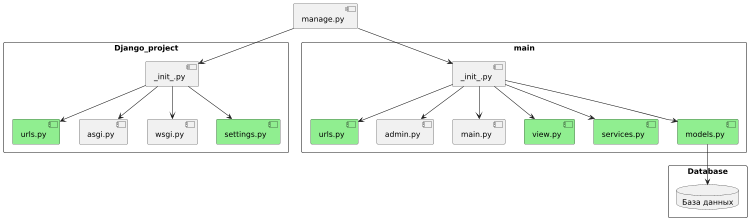 manage.py
Django_project
main
_init_.py
_init_.py
urls.py
asgi.py
wsgi.py
settings.py
urls.py
admin.py
main.py
view.py
services.py
models.py
Database
База данных